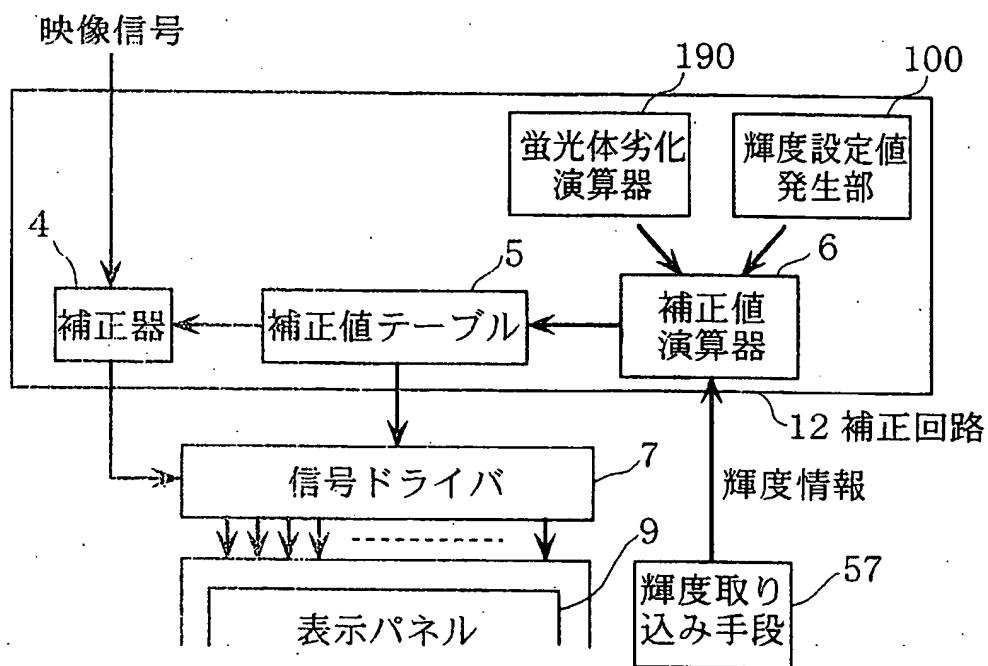 映像信号
190
100
蛍光体劣化
演算器
輝度設定値
発生部
4
5
6
補正器
補正値テーブル
補正値
演算器
12 補正回路
7
信号ドライバ
輝度情報
9
57
表示パネル
輝度取り
込み手段